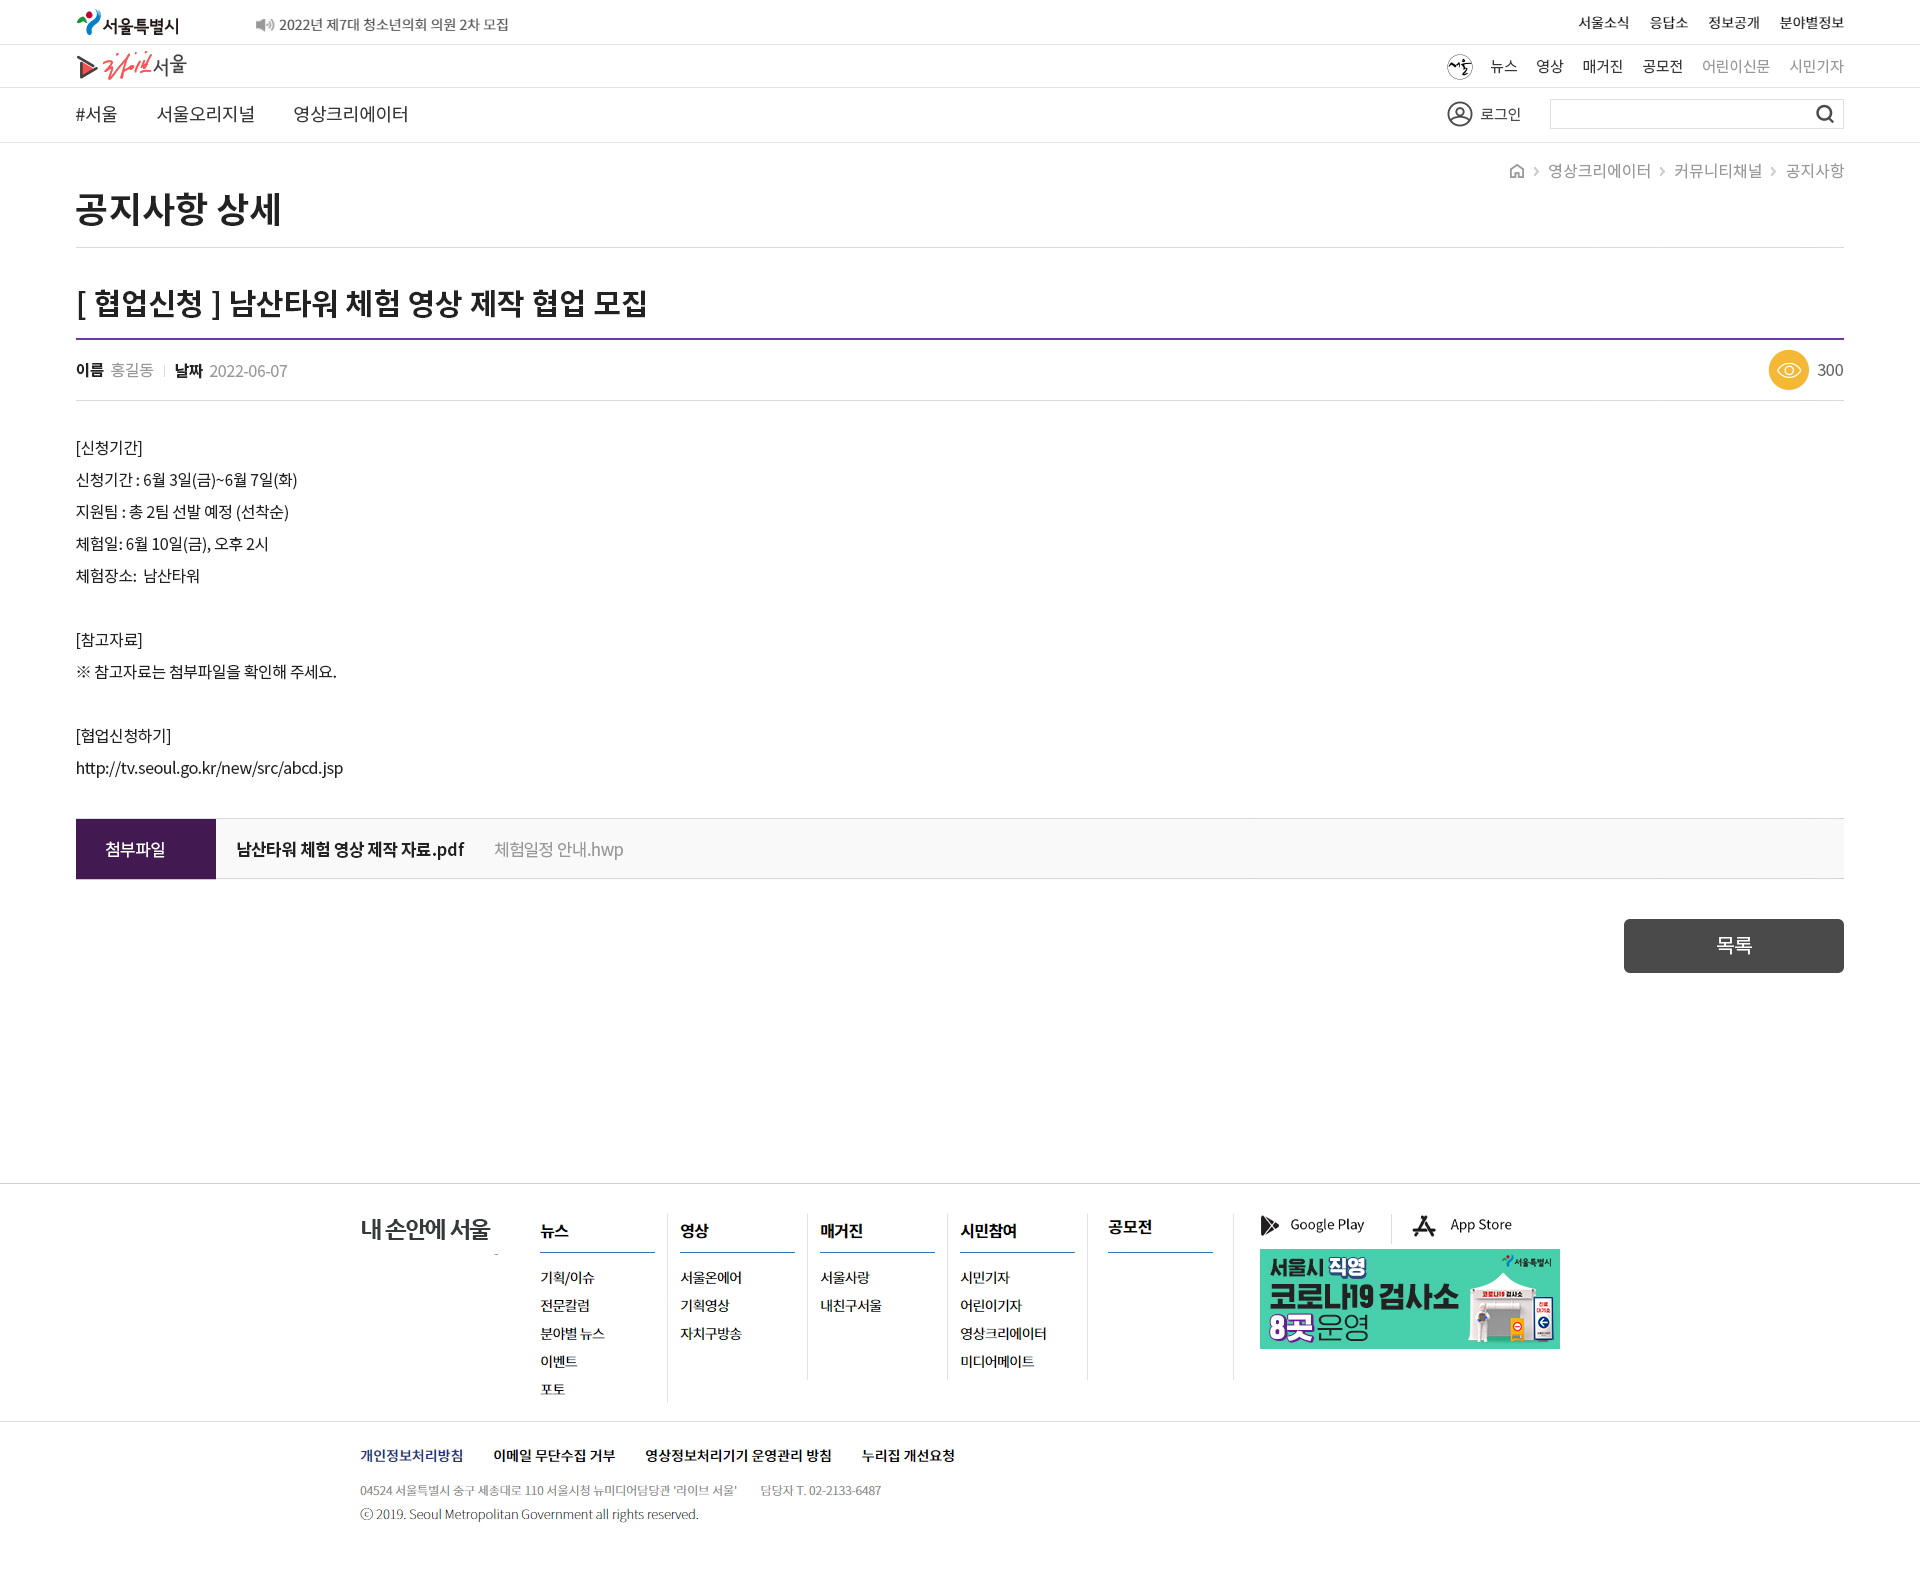 서울특별시
2022년 제7대 청소년의회 의원 2차 모집
서울소식 응답소 정보공개 분야별정보
라이브서울
서울 뉴스 영상 매거진 공모전 어린이신문 시민기자
#서울 서울오리지널 영상크리에이터
로그인
영상크리에이터 > 커뮤니티채널 > 공지사항
공지사항 상세
[ 협업신청 ] 남산타워 체험 영상 제작 협업 모집
이름 홍길동 날짜 2022-06-07
300
[신청기간]
신청기간 : 6월 3일(금)~6월 7일(화)
지원팀 : 총 2팀 선발 예정 (선착순)
체험일: 6월 10일(금), 오후 2시
체험장소: 남산타워
[참고자료]
※ 참고자료는 첨부파일을 확인해 주세요.
[협업신청하기]
http://tv.seoul.go.kr/new/src/abcd.jsp
첨부파일 남산타워 체험 영상 제작 자료.pdf 체험일정 안내.hwp
목록
내 손안에 서울
뉴스
기획/이슈
전문칼럼
분야별 뉴스
이벤트
포토
영상
서울온에어
기획영상
자치구방송
매거진
서울사랑
내친구서울
시민참여
시민기자
어린이기자
영상크리에이터
미디어메이트
공모전
Google Play
App Store
서울특별시
서울시 직영
코로나19 검사소
8곳 운영
코로나19 검사소
진료
대기소
개인정보처리방침 이메일 무단수집 거부 영상정보처리기기 운영관리 방침 누리집 개선요청
04524 서울특별시 중구 세종대로 110 서울시청 뉴미디어담당관 '라이브 서울' 담당자 T. 02-2133-6487
ⓒ 2019. Seoul Metropolitan Government all rights reserved.